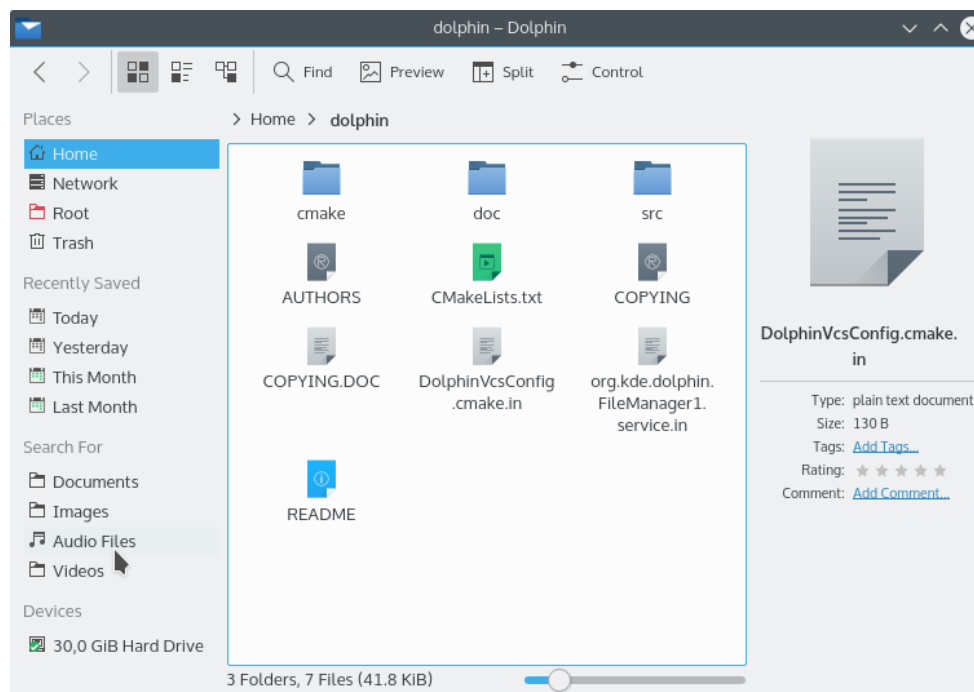 dolphin – Dolphin
Find
Preview
Split
Control
Places
Home
Network
Root
Trash
Recently Saved
Today
Yesterday
This Month
Last Month
Search For
Documents
Images
Audio Files
Videos
Devices
30,0 GiB Hard Drive
> Home > dolphin
cmake
doc
src
AUTHORS
CMakeLists.txt
COPYING
COPYING.DOC
DolphinVcsConfig
.cmake.in
org.kde.dolphin.
FileManager1.
service.in
README
3 Folders, 7 Files (41.8 KiB)
DolphinVcsConfig.cmake.
in
Type: plain text document
Size: 130 B
Tags: Add Tags...
Rating:
Comment: Add Comment...